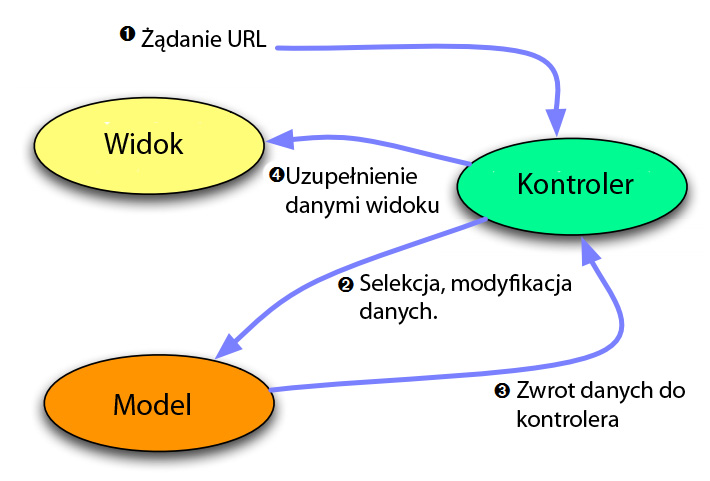 ❶ Żądanie URL
Widok
Kontroler
❹Uzupełnienie
danymi widoku
❷ Selekcja, modyfikacja
danych.
Model
❸ Zwrot danych do
kontrolera